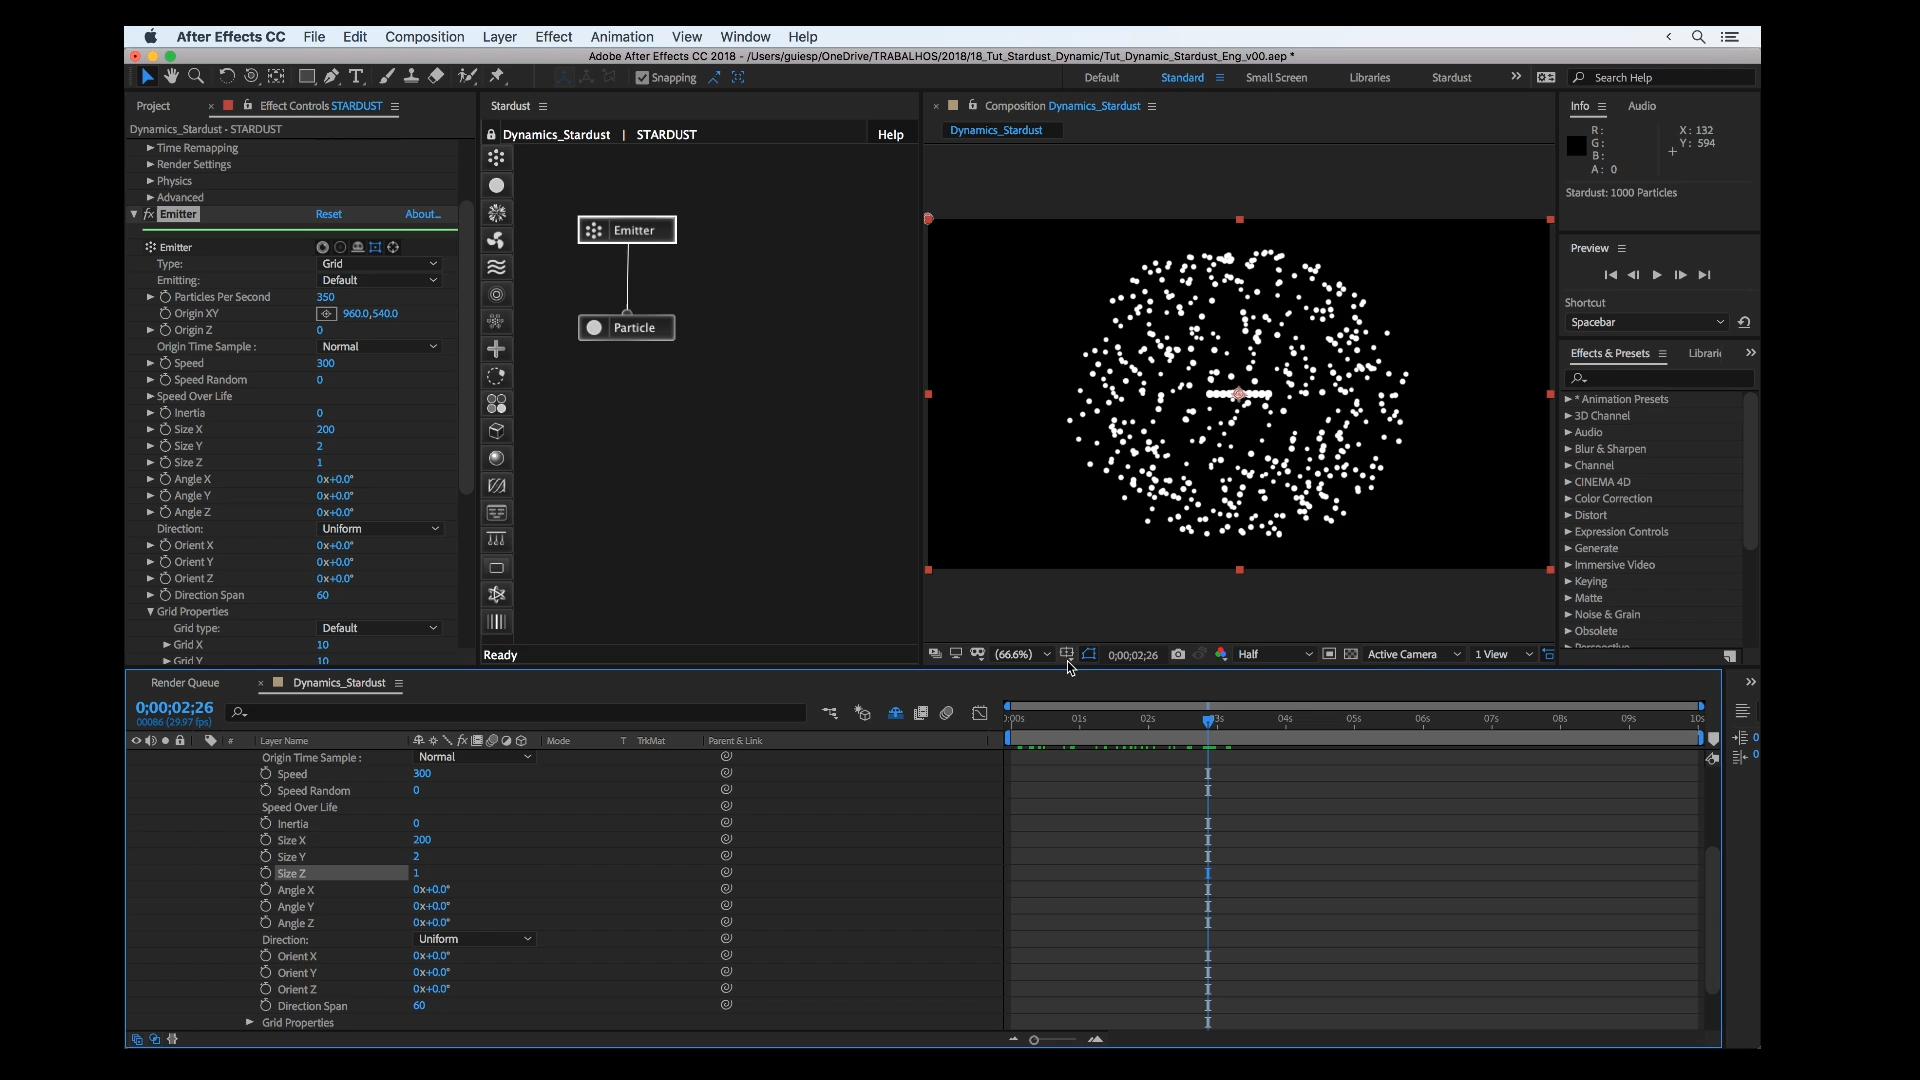 After Effects CC File Edit Composition Layer Effect Animation View Window Help
Adobe After Effects CC 2018 - /Users/guiesp/OneDrive/TRABALHOS/2018/18_Tut_Stardust_Dynamic/Tut_Dynamic_Stardust_Eng_v00.aep *
Snapping Default Standard Small Screen Libraries Stardust Search Help
Project Effect Controls STARDUST
Dynamics_Stardust - STARDUST
Time Remapping
Render Settings
Physics
Advanced
fx Emitter Reset About...
Emitter
Type: Grid
Emitting: Default
Particles Per Second 350
Origin XY 960.0,540.0
Origin Z 0
Origin Time Sample : Normal
Speed 300
Speed Random 0
Speed Over Life
Inertia 0
Size X 200
Size Y 2
Size Z 1
Angle X 0x+0.0°
Angle Y 0x+0.0°
Angle Z 0x+0.0°
Direction: Uniform
Orient X 0x+0.0°
Orient Y 0x+0.0°
Orient Z 0x+0.0°
Direction Span 60
Grid Properties
Grid type: Default
Grid X 10
Grid Y 10
Stardust
Dynamics_Stardust | STARDUST Help
Emitter
Particle
Ready
Composition Dynamics_Stardust
Dynamics_Stardust
(66.6%) 0;00;02;26 Half Active Camera 1 View
Info Audio
R:
G:
B:
A: 0
X: 132
Y: 594
Stardust: 1000 Particles
Preview
Shortcut
Spacebar
Effects & Presets
* Animation Presets
3D Channel
Audio
Blur & Sharpen
Channel
CINEMA 4D
Color Correction
Distort
Expression Controls
Generate
Immersive Video
Keying
Matte
Noise & Grain
Obsolete
Render Queue Dynamics_Stardust
0;00;02;26
00086 (29.97 fps)
# Layer Name fx Mode T TrkMat Parent & Link
01s 02s 03s 04s 05s 06s 07s 08s 09s 10s
Origin Time Sample : Normal
Speed 300
Speed Random 0
Speed Over Life
Inertia 0
Size X 200
Size Y 2
Size Z 1
Angle X 0x+0.0°
Angle Y 0x+0.0°
Angle Z 0x+0.0°
Direction: Uniform
Orient X 0x+0.0°
Orient Y 0x+0.0°
Orient Z 0x+0.0°
Direction Span 60
Grid Properties
0
0